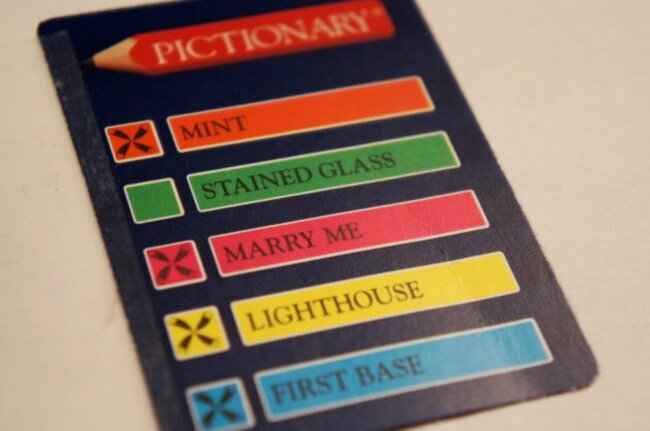 PICTIONARY
MINT
STAINED GLASS
MARRY ME
LIGHTHOUSE
FIRST BASE